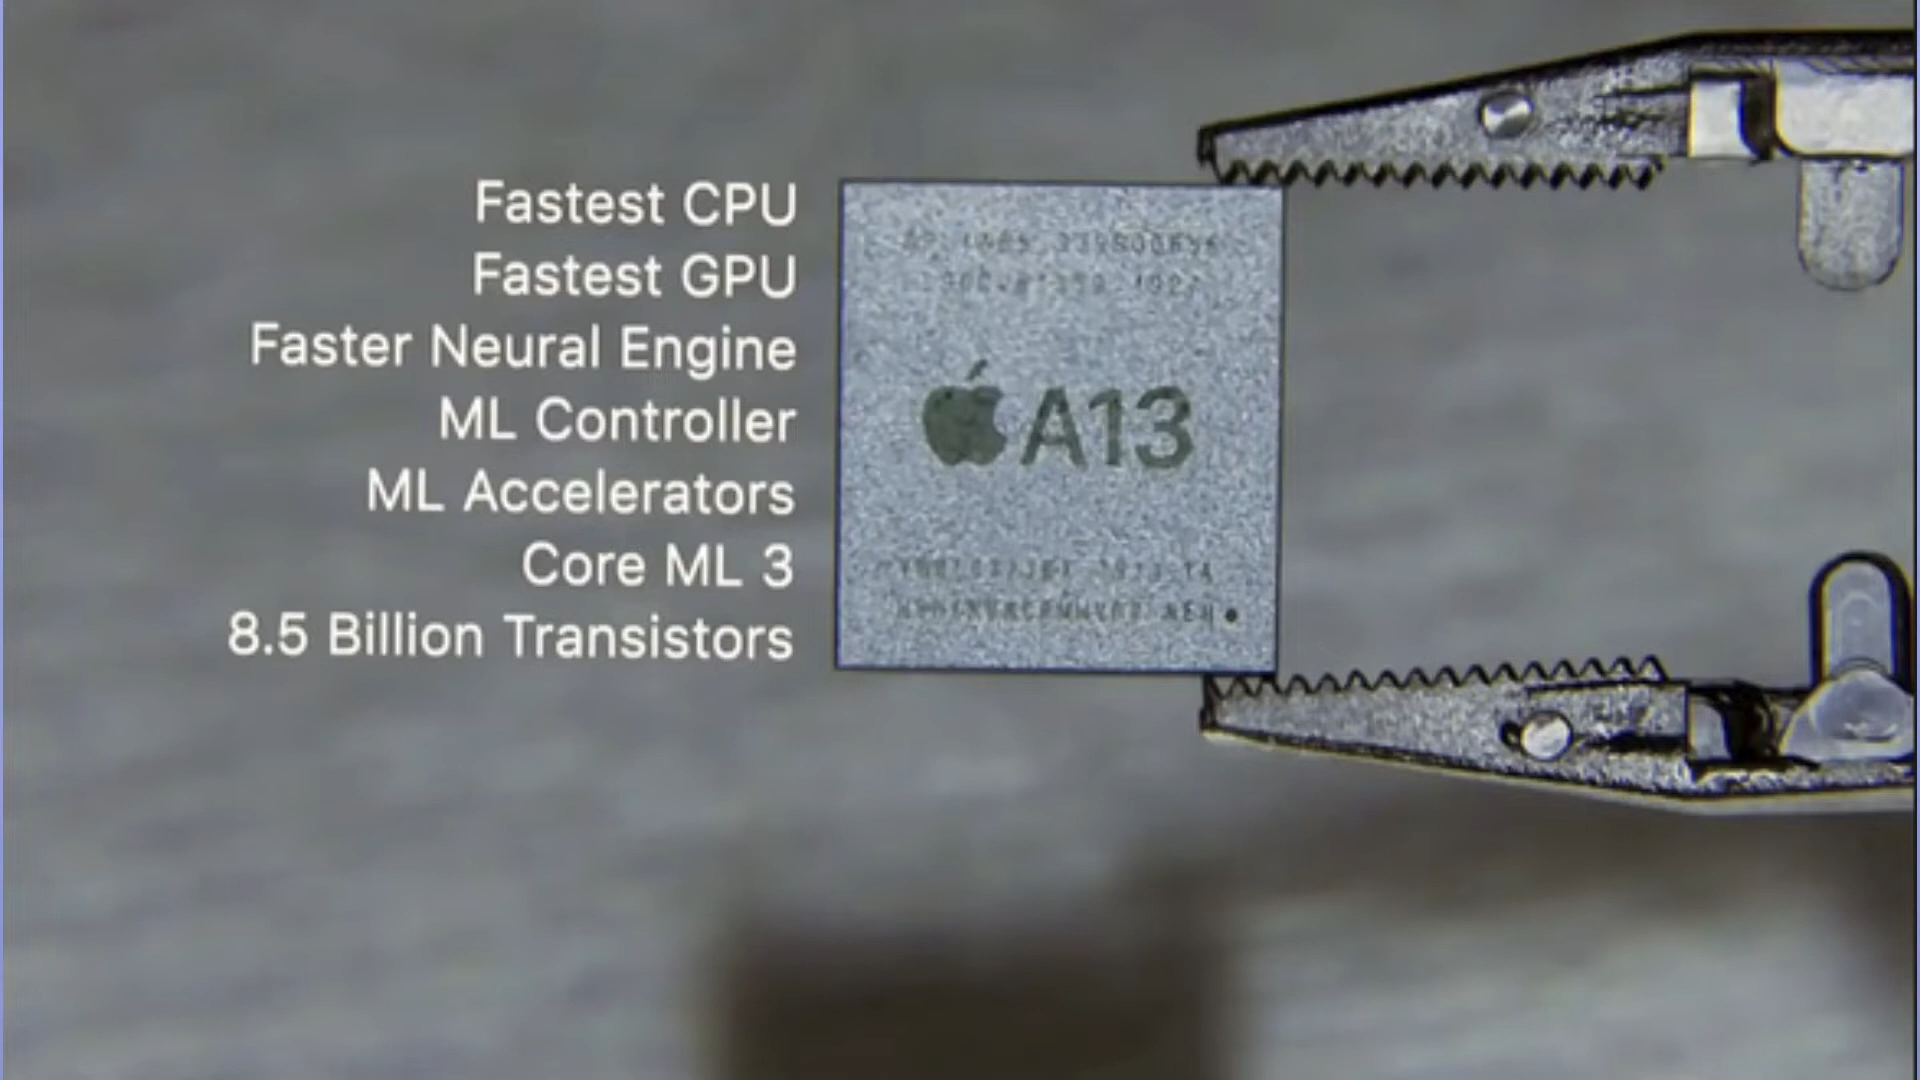 Fastest CPU
Fastest GPU
Faster Neural Engine
ML Controller
ML Accelerators
Core ML 3
8.5 Billion Transistors
A13